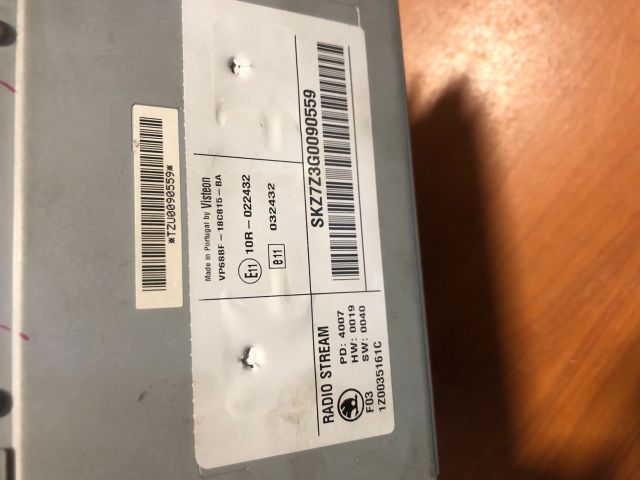 *TZU0090559*
Made in Portugal by Visteon
VP6SBF-18C815-BA
E11 10R-022432
e11 032432
SKZ7Z3G0090559
RADIO STREAM
PD: 4007
HW: 0019
SW: 0040
F03
1Z0035161C